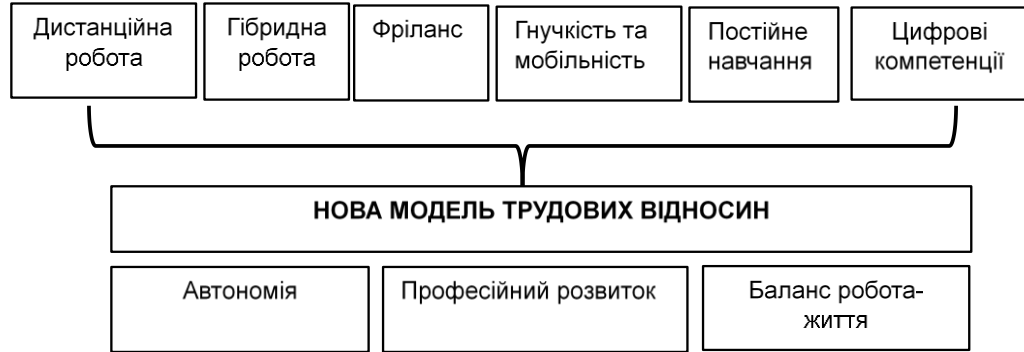 Дистанційна
робота
Гібридна
робота
Фріланс
Гнучкість та
мобільність
Постійне
навчання
Цифрові
компетенції
НОВА МОДЕЛЬ ТРУДОВИХ ВІДНОСИН
Автономія
Професійний розвиток
Баланс робота-
життя